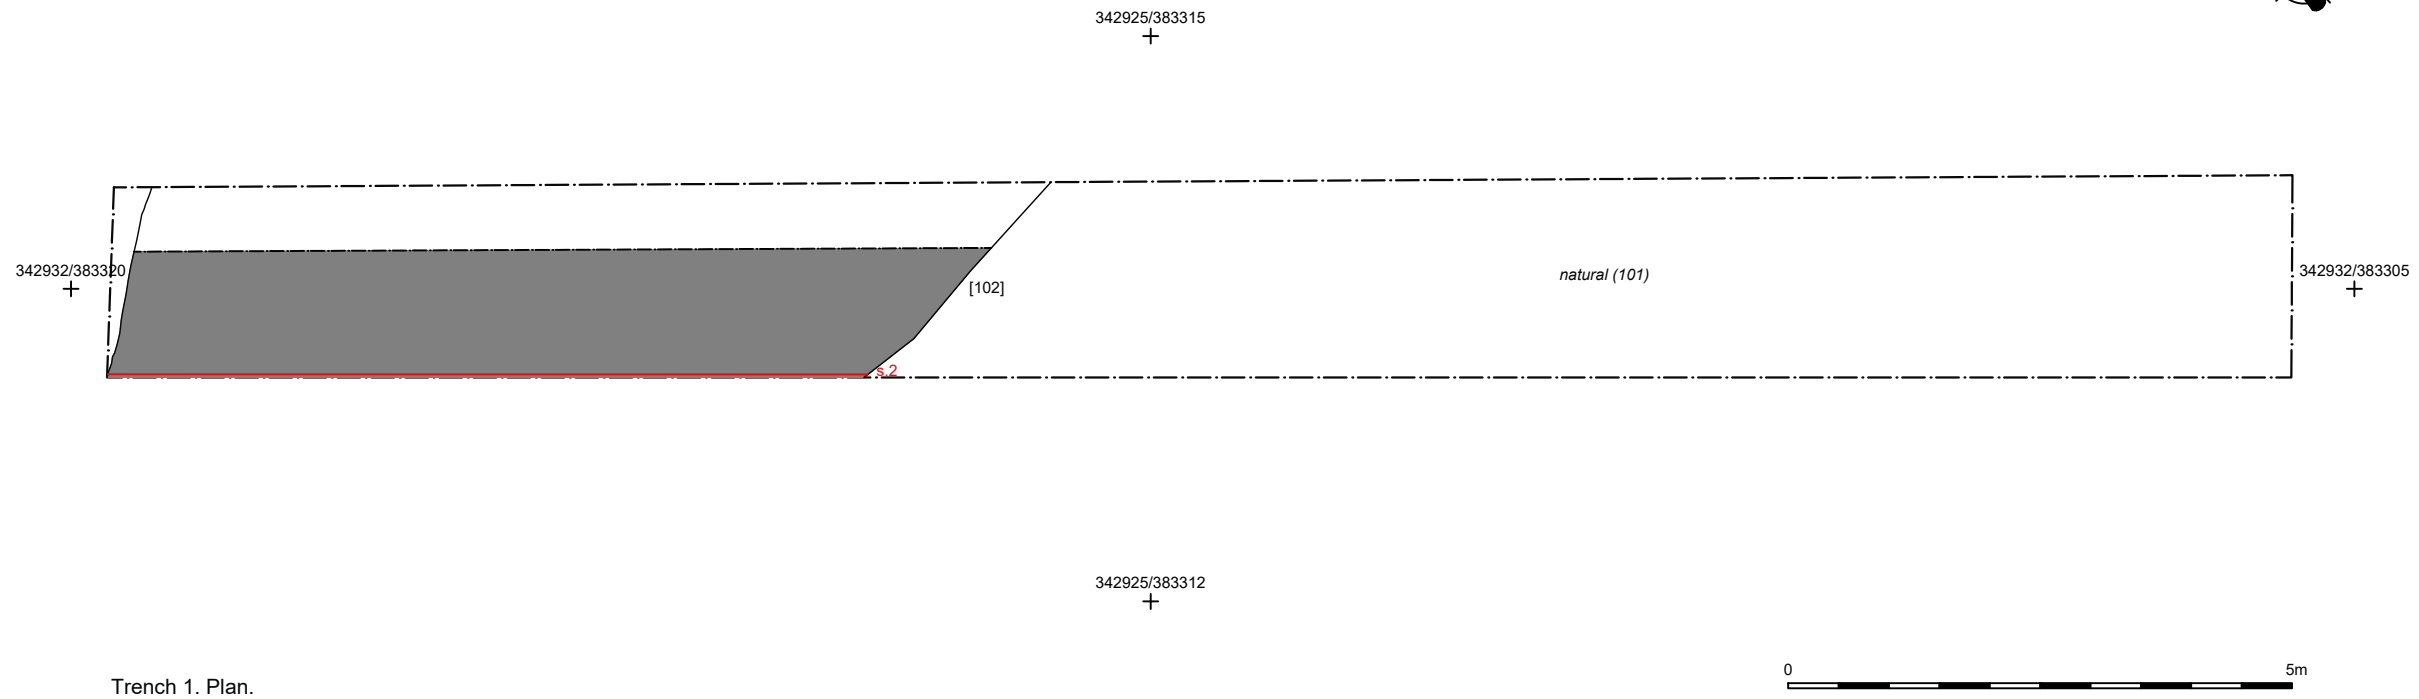 342925/383315
342932/383320
[102]
natural (101)
342932/383305
s.2
342925/383312
0 5m
Trench 1. Plan.